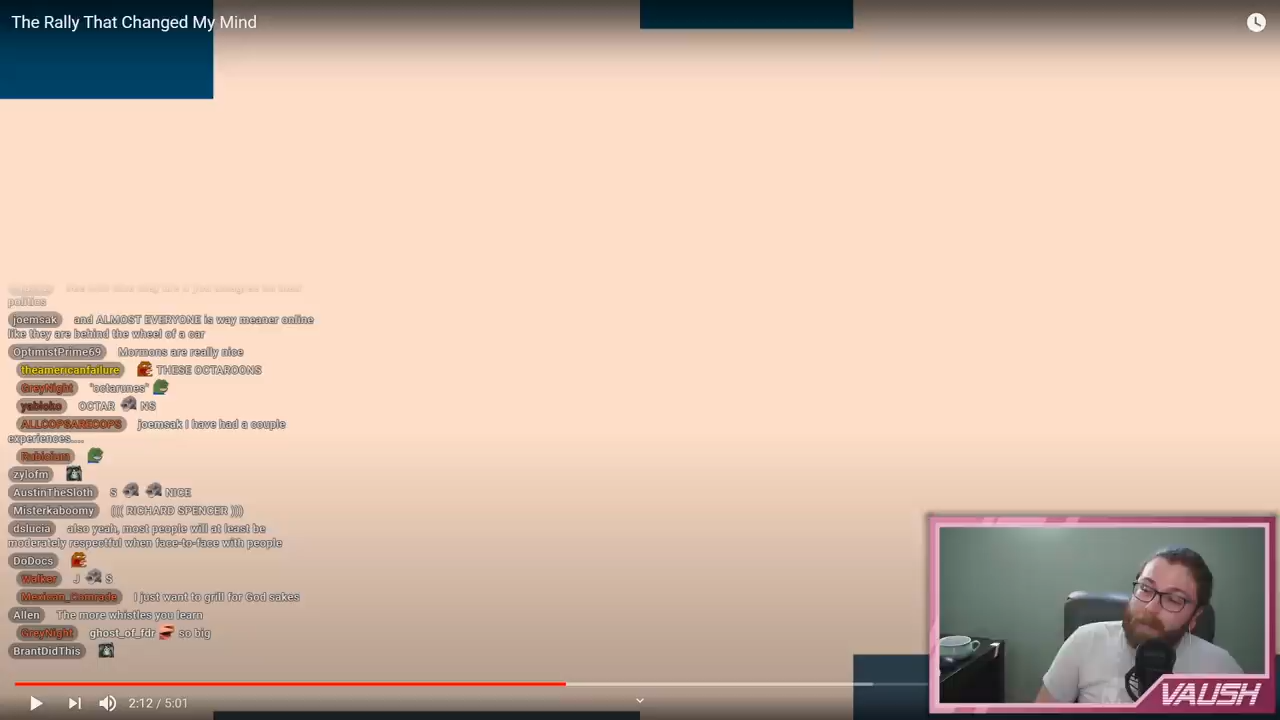 The Rally That Changed My Mind
politics
joemsak and ALMOST EVERYONE is way meaner online
like they are behind the wheel of a car
OptimistPrime69 Mormons are really nice
theamericanfailure THESE OCTAROONS
GreyNight "octarunes"
yabloko OCTAR NS
ALLCOPSARECOPS joemsak I have had a couple
experiences....
zylofm
AustinTheSloth S NICE
Misterkaboomy ((( RICHARD SPENCER )))
dslucia also yeah, most people will at least be
moderately respectful when face-to-face with people
DoDocs
Walker J S
Mexican_Comrade I just want to grill for God sakes
Allen The more whistles you learn
GreyNight ghost_of_fdr so big
BrantDidThis
2:12 / 5:01
VAUSH